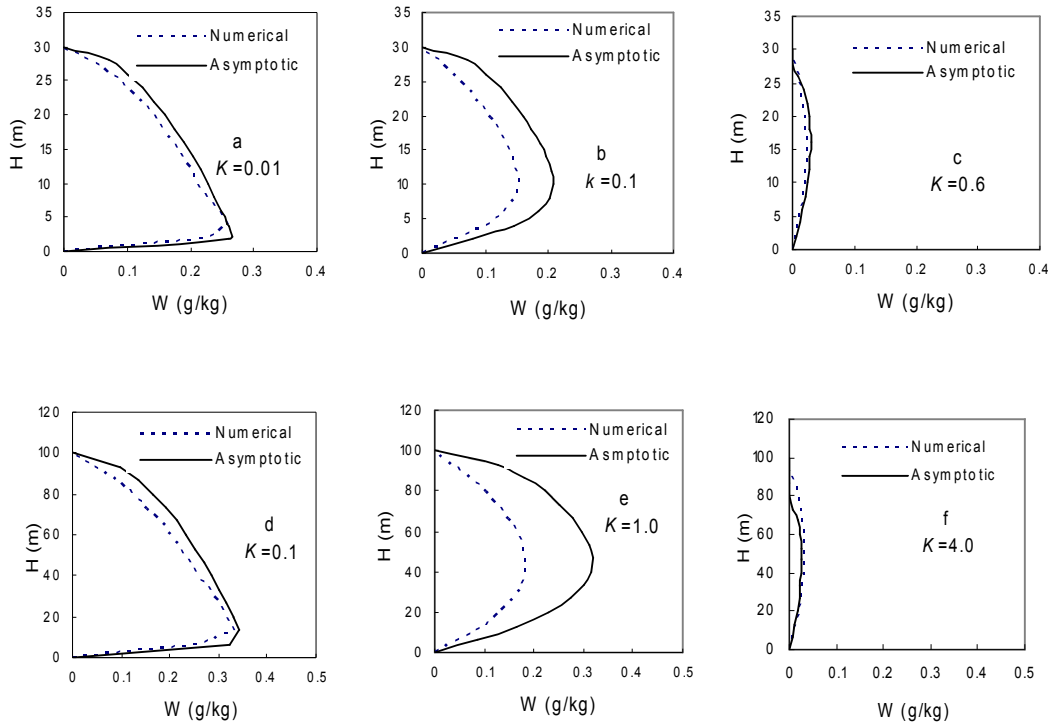 35
30
25
20
15
10
5
0
H (m)
Numerical
Asymptotic
a
K=0.01
0 0.1 0.2 0.3 0.4
W (g/kg)
35
30
25
20
15
10
5
0
H (m)
Numerical
Asymptotic
b
k=0.1
0 0.1 0.2 0.3 0.4
W (g/kg)
35
30
25
20
15
10
5
0
H (m)
Numerical
Asymptotic
c
K=0.6
0 0.1 0.2 0.3 0.4
W (g/kg)
120
100
80
60
40
20
0
H (m)
Numerical
Asymptotic
d
K=0.1
0 0.1 0.2 0.3 0.4 0.5
W (g/kg)
120
100
80
60
40
20
0
H (m)
Numerical
Asmptotic
e
K=1.0
0 0.1 0.2 0.3 0.4 0.5
W (g/kg)
120
100
80
60
40
20
0
H (m)
Numerical
Asymptotic
f
K=4.0
0 0.1 0.2 0.3 0.4 0.5
W (g/kg)